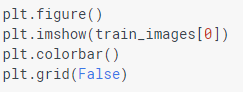 plt.figure()
plt.imshow(train_images[0])
plt.colorbar()
plt.grid(False)